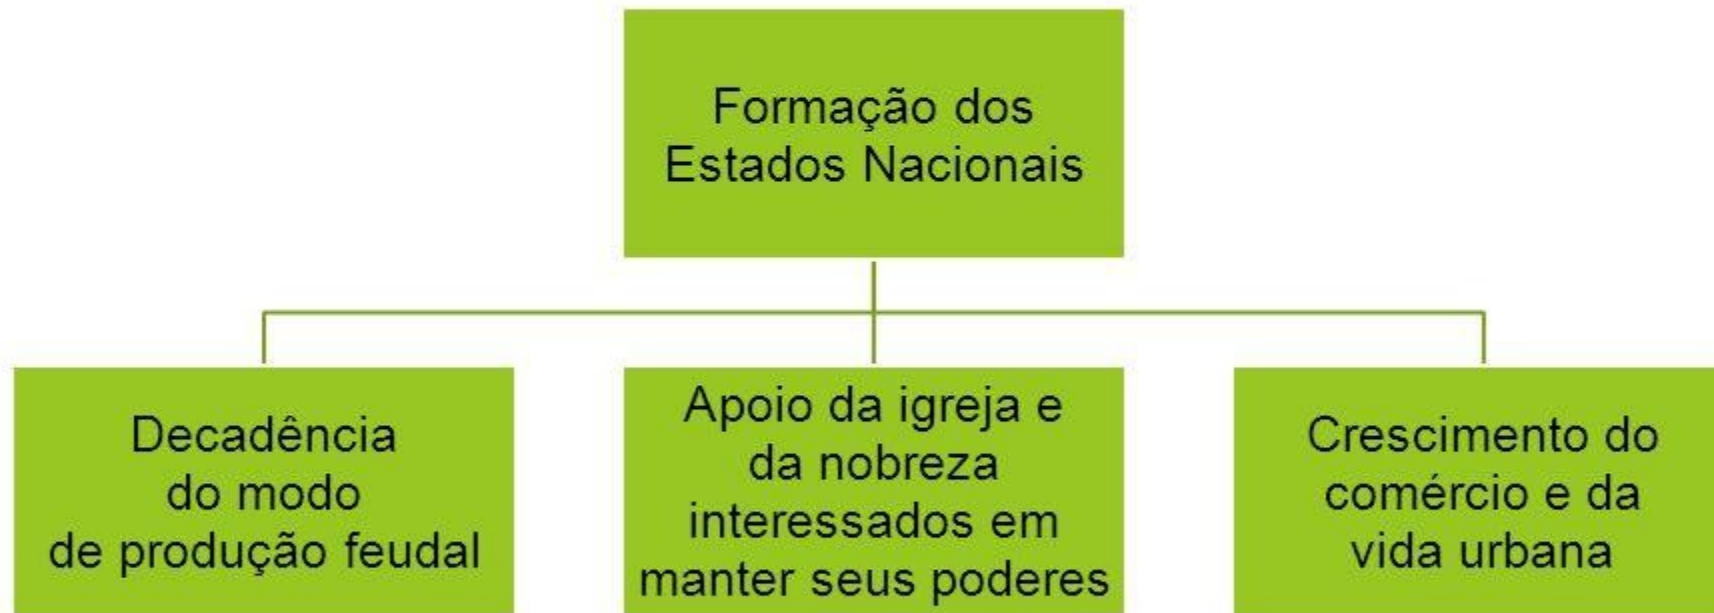 Formação dos
Estados Nacionais
Decadência
do modo
de produção feudal
Apoio da igreja e
da nobreza
interessados em
manter seus poderes
Crescimento do
comércio e da
vida urbana